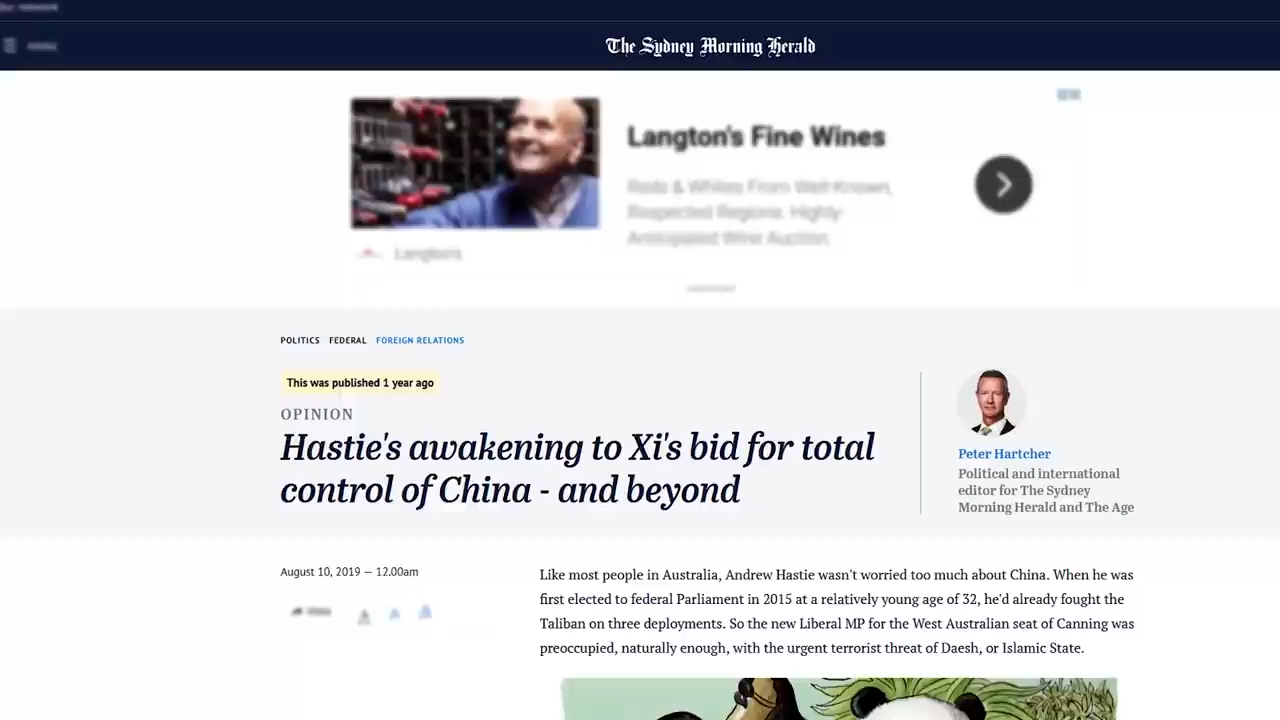 The Sydney Morning Herald
Langton's Fine Wines
Reds & Whites From Well-Known,
Respected Regions. Highly-
Anticipated Wine Auction.
Langton's
POLITICS FEDERAL FOREIGN RELATIONS
This was published 1 year ago
OPINION
Hastie's awakening to Xi's bid for total
control of China - and beyond
Peter Hartcher
Political and international
editor for The Sydney
Morning Herald and The Age
August 10, 2019 — 12.00am
Like most people in Australia, Andrew Hastie wasn't worried too much about China. When he was
first elected to federal Parliament in 2015 at a relatively young age of 32, he'd already fought the
Taliban on three deployments. So the new Liberal MP for the West Australian seat of Canning was
preoccupied, naturally enough, with the urgent terrorist threat of Daesh, or Islamic State.